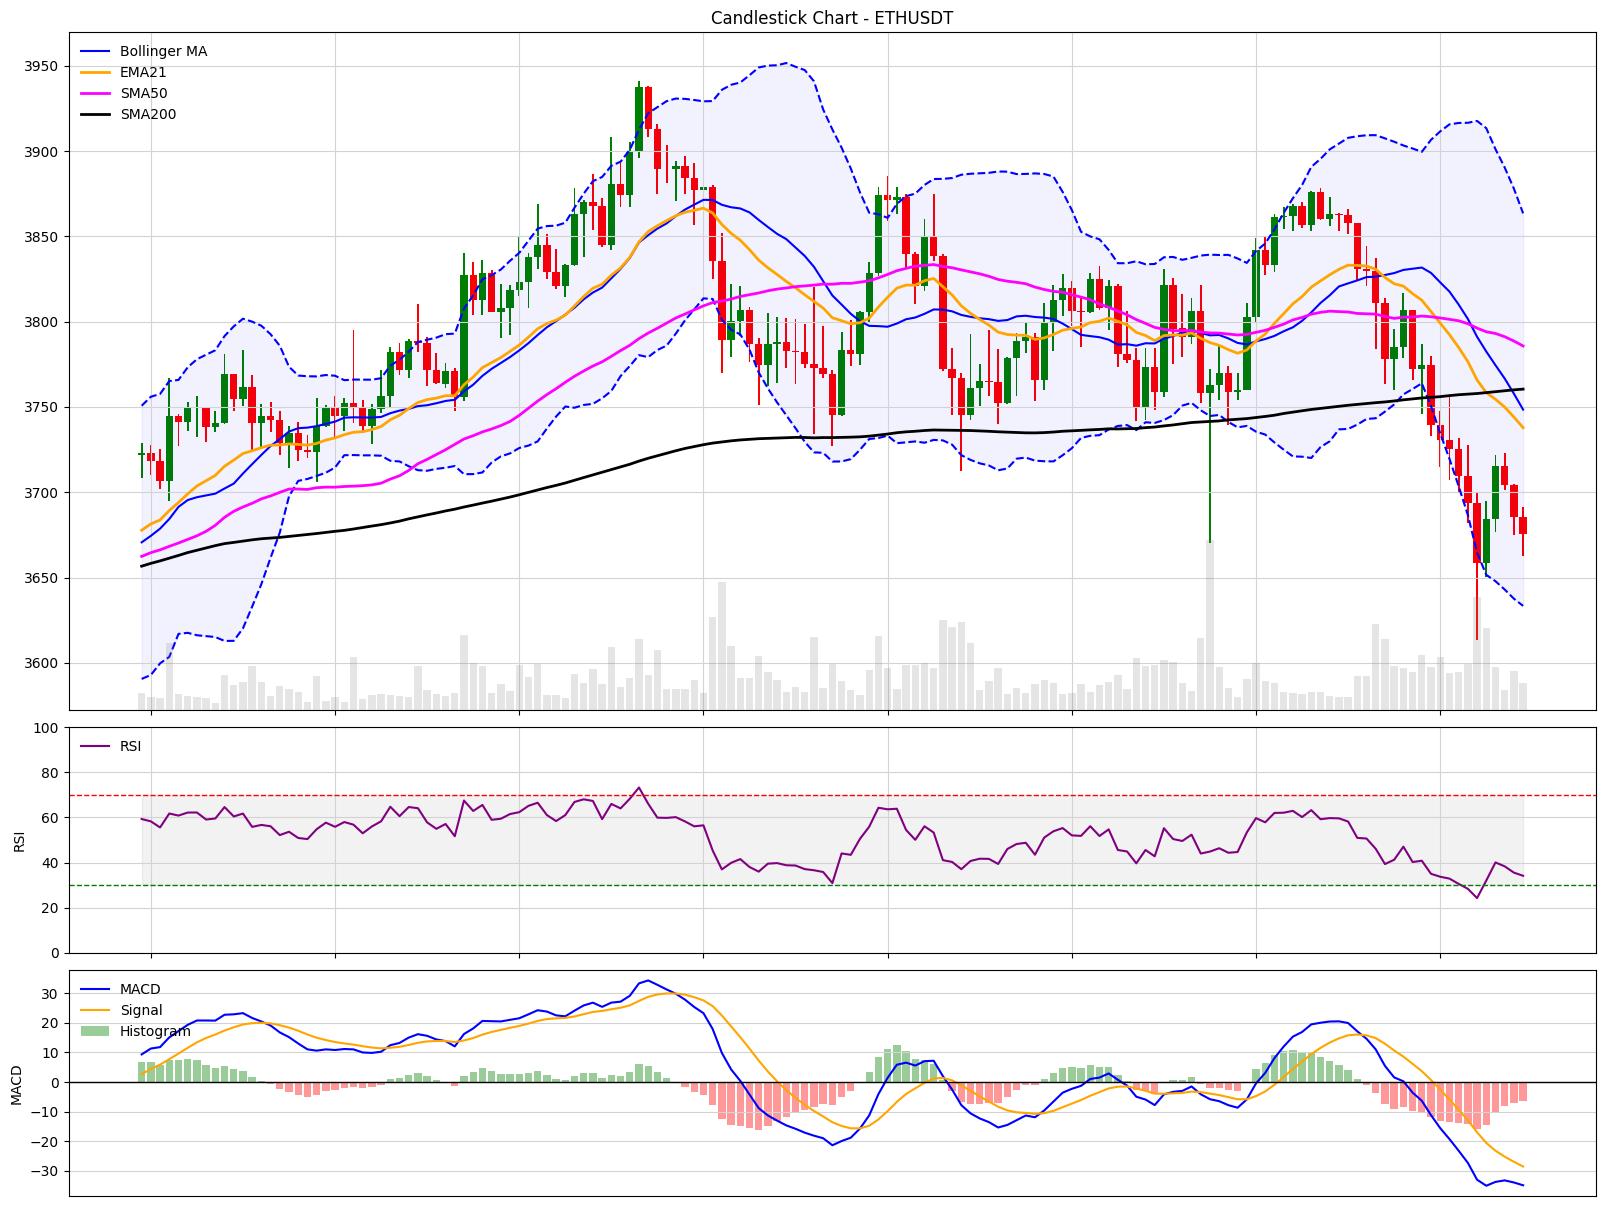 Candlestick Chart - ETHUSDT
Bollinger MA
EMA21
SMA50
SMA200
3950
3900
3850
3800
3750
3700
3650
3600
RSI
100
80
60
40
20
0
RSI
MACD
Signal
Histogram
30
20
10
0
−10
−20
−30
MACD